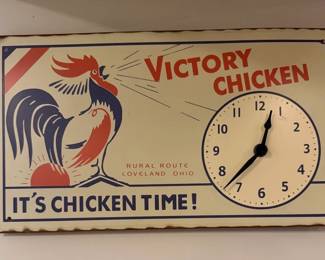 VICTORY
CHICKEN
RURAL ROUTE
LOVELAND OHIO
IT'S CHICKEN TIME!
12
1
2
3
4
5
6
7
8
9
10
11